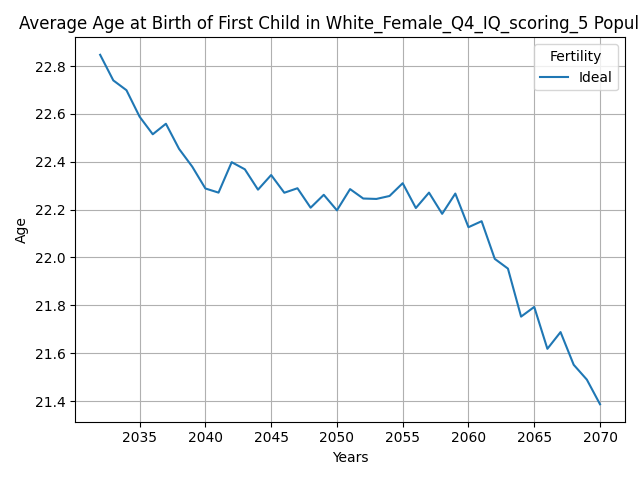 Average Age at Birth of First Child in White_Female_Q4_IQ_scoring_5 Popul
Fertility
Ideal
22.8
22.6
22.4
22.2
22.0
21.8
21.6
21.4
Age
2035 2040 2045 2050 2055 2060 2065 2070
Years